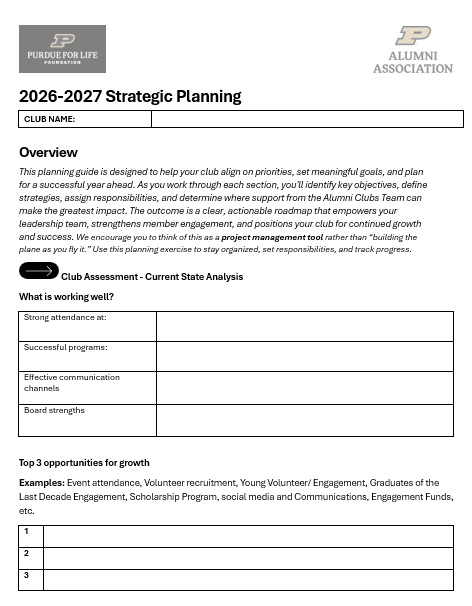 P
PURDUE FOR LIFE
FOUNDATION
P
ALUMNI
ASSOCIATION
2026-2027 Strategic Planning
CLUB NAME:
Overview
This planning guide is designed to help your club align on priorities, set meaningful goals, and plan
for a successful year ahead. As you work through each section, you'll identify key objectives, define
strategies, assign responsibilities, and determine where support from the Alumni Clubs Team can
make the greatest impact. The outcome is a clear, actionable roadmap that empowers your
leadership team, strengthens member engagement, and positions your club for continued growth
and success. We encourage you to think of this as a project management tool rather than “building the
plane as you fly it.” Use this planning exercise to stay organized, set responsibilities, and track progress.
Club Assessment - Current State Analysis
What is working well?
Strong attendance at:
Successful programs:
Effective communication
channels
Board strengths
Top 3 opportunities for growth
Examples: Event attendance, Volunteer recruitment, Young Volunteer/ Engagement, Graduates of the
Last Decade Engagement, Scholarship Program, social media and Communications, Engagement Funds,
etc.
1
2
3